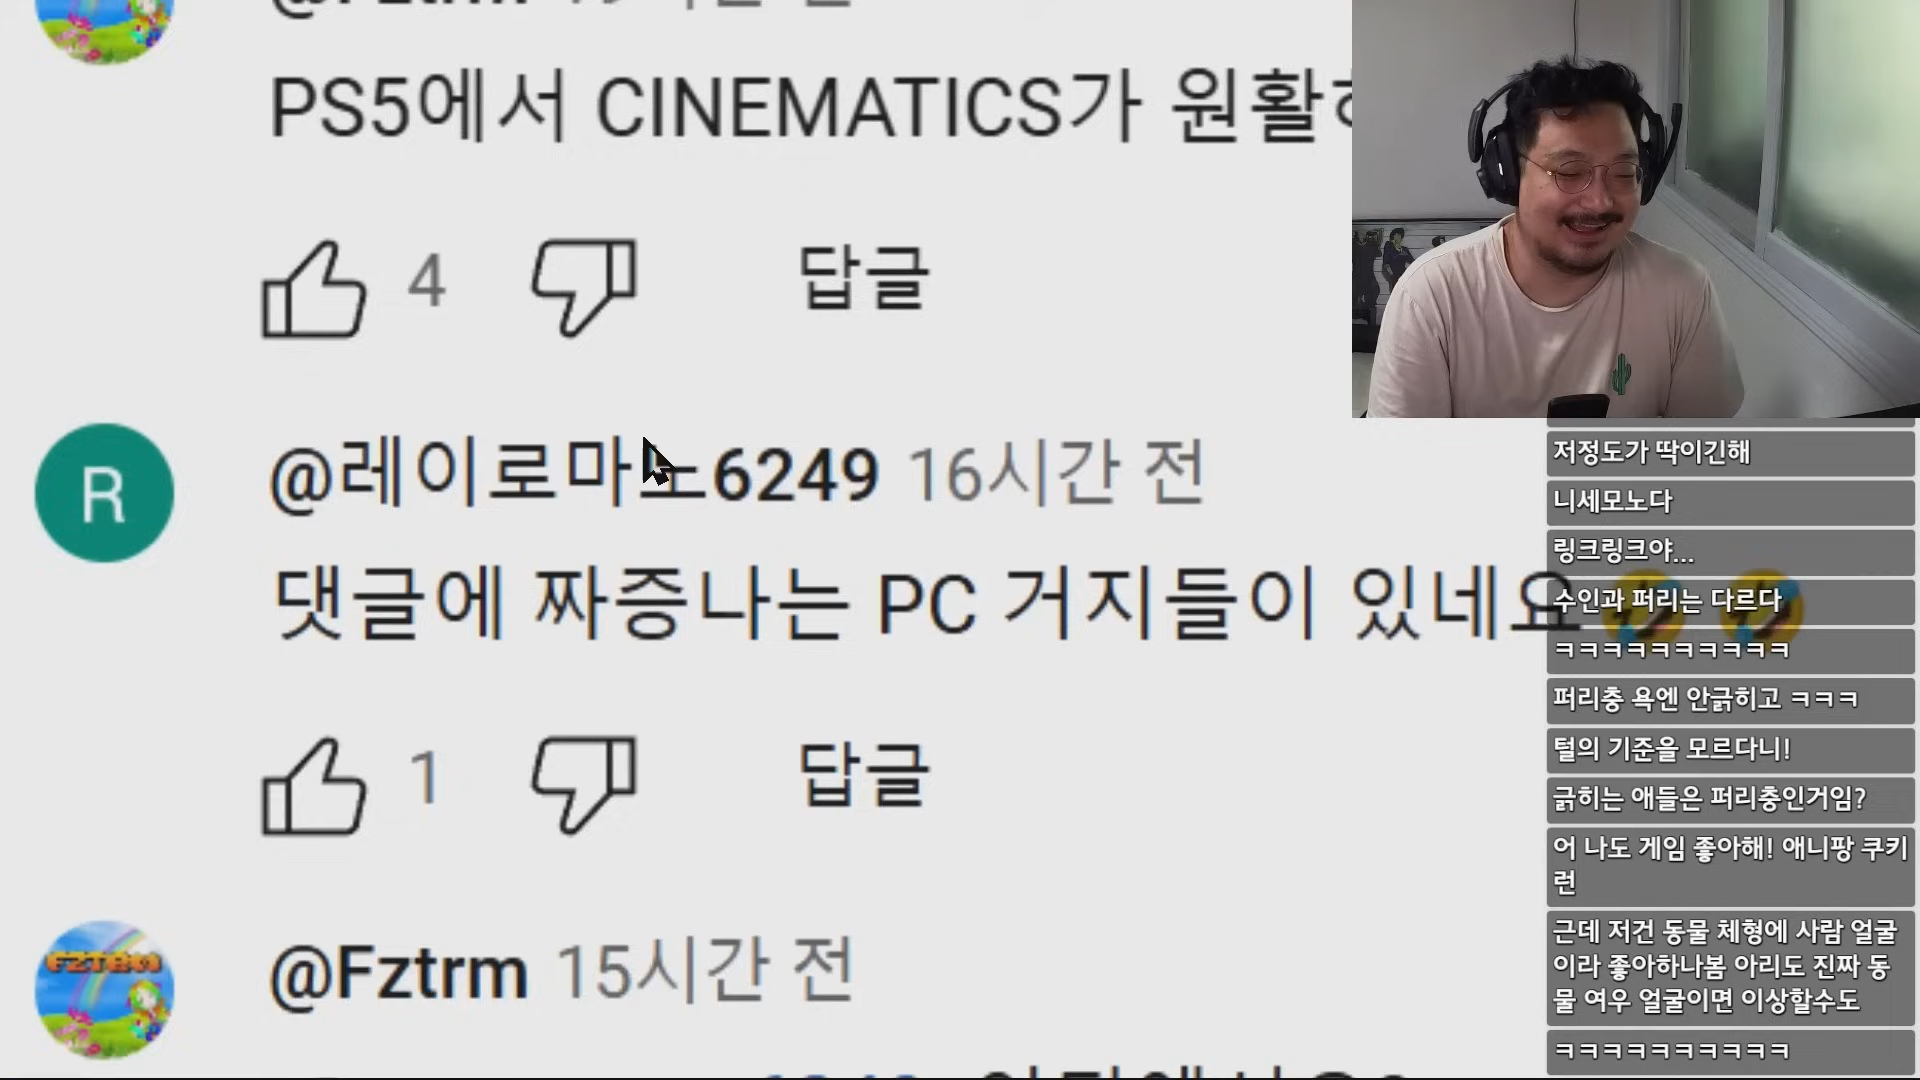 PS5에서 CINEMATICS가 원활
4 답글
R
@레이로마노6249 16시간 전
댓글에 짜증나는 PC 거지들이 있네요🤣 🤣
1 답글
@Fztrm 15시간 전
저정도가 딱이긴해
니세모노다
링크링크야...
수인과 퍼리는 다르다
ㅋㅋㅋㅋㅋㅋㅋㅋㅋㅋ
퍼리충 욕엔 안긁히고 ㅋㅋㅋ
털의 기준을 모르다니!
긁히는 애들은 퍼리충인거임?
어 나도 게임 좋아해! 애니팡 쿠키
런
근데 저건 동물 체형에 사람 얼굴
이라 좋아하나봄 아리도 진짜 동
물 여우 얼굴이면 이상할수도
ㅋㅋㅋㅋㅋㅋㅋㅋㅋㅋ